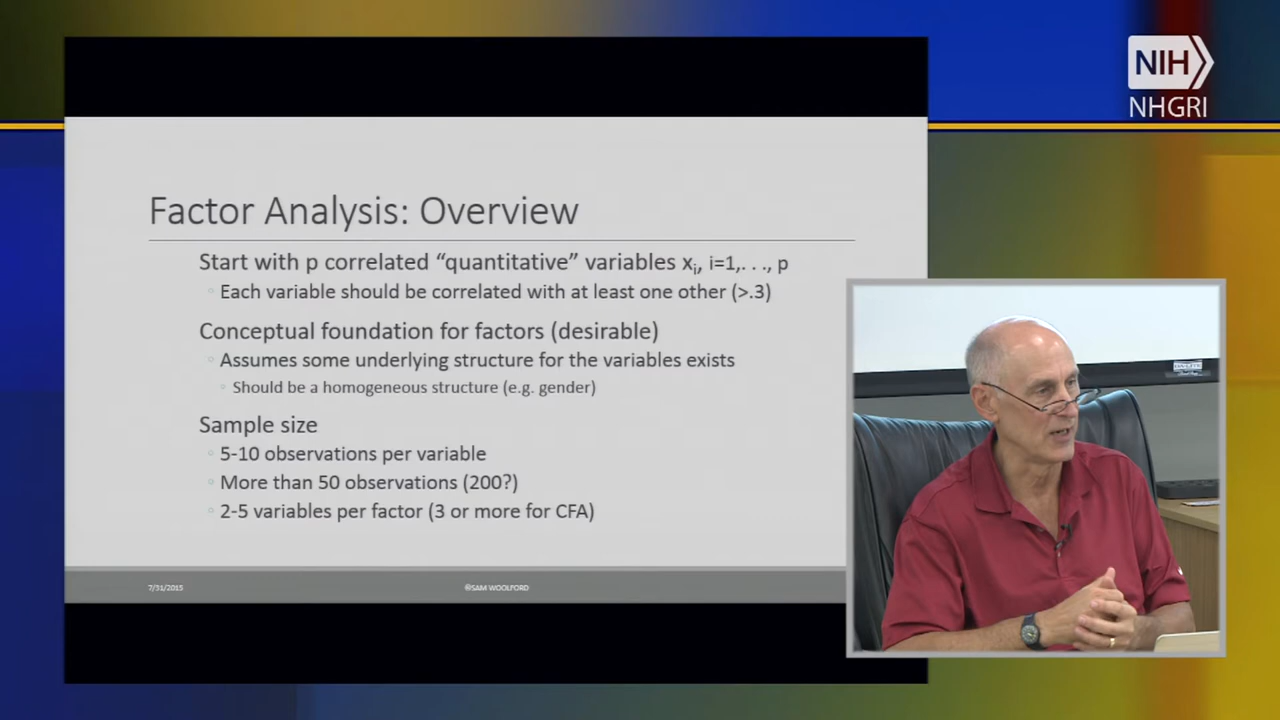 NIH
NHGRI
Factor Analysis: Overview
Start with p correlated “quantitative” variables xᵢ, i=1,. . ., p
◦ Each variable should be correlated with at least one other (>.3)
Conceptual foundation for factors (desirable)
◦ Assumes some underlying structure for the variables exists
◦ Should be a homogeneous structure (e.g. gender)
Sample size
◦ 5-10 observations per variable
◦ More than 50 observations (200?)
◦ 2-5 variables per factor (3 or more for CFA)
7/31/2015
@SAM WOOLFORD